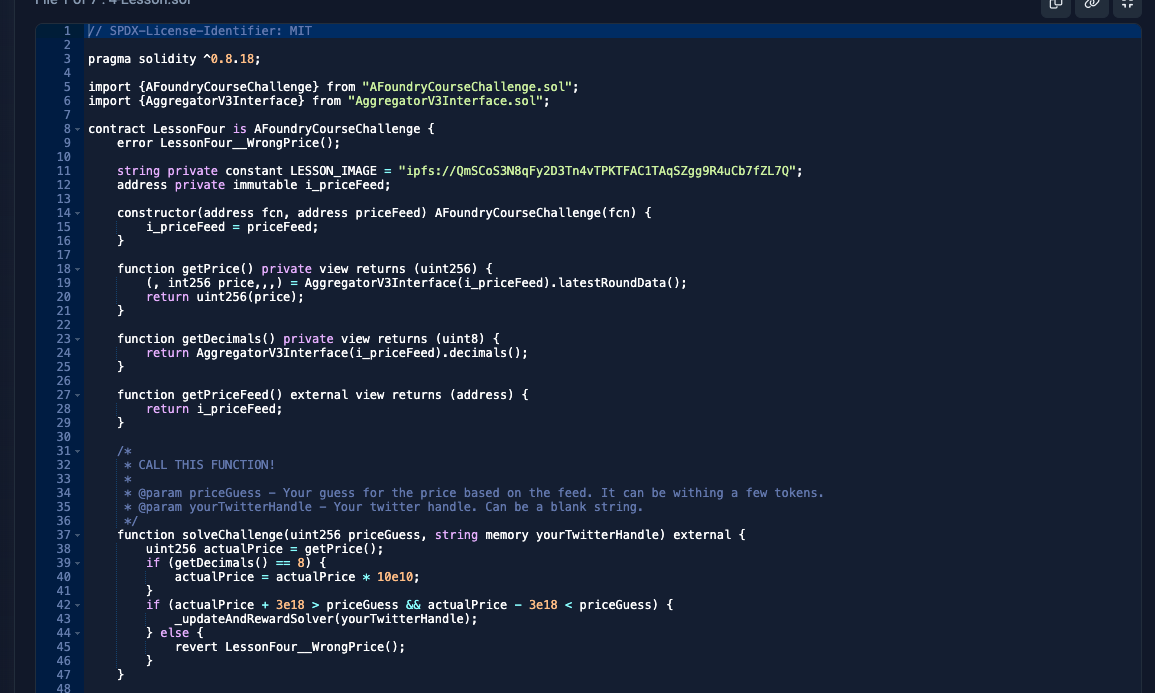 File 1 of 7 : 4-Lesson.sol
1 // SPDX-License-Identifier: MIT
2
3 pragma solidity ^0.8.18;
4
5 import {AFoundryCourseChallenge} from "AFoundryCourseChallenge.sol";
6 import {AggregatorV3Interface} from "AggregatorV3Interface.sol";
7
8 contract LessonFour is AFoundryCourseChallenge {
9     error LessonFour__WrongPrice();
10
11     string private constant LESSON_IMAGE = "ipfs://QmSCoS3N8qFy2D3Tn4vTPKTFAC1TAqSZgg9R4uCb7fZL7Q";
12     address private immutable i_priceFeed;
13
14     constructor(address fcn, address priceFeed) AFoundryCourseChallenge(fcn) {
15         i_priceFeed = priceFeed;
16     }
17
18     function getPrice() private view returns (uint256) {
19         (, int256 price,,,) = AggregatorV3Interface(i_priceFeed).latestRoundData();
20         return uint256(price);
21     }
22
23     function getDecimals() private view returns (uint8) {
24         return AggregatorV3Interface(i_priceFeed).decimals();
25     }
26
27     function getPriceFeed() external view returns (address) {
28         return i_priceFeed;
29     }
30
31     /*
32      * CALL THIS FUNCTION!
33      *
34      * @param priceGuess - Your guess for the price based on the feed. It can be withing a few tokens.
35      * @param yourTwitterHandle - Your twitter handle. Can be a blank string.
36      */
37     function solveChallenge(uint256 priceGuess, string memory yourTwitterHandle) external {
38         uint256 actualPrice = getPrice();
39         if (getDecimals() == 8) {
40             actualPrice = actualPrice * 10e10;
41         }
42         if (actualPrice + 3e18 > priceGuess && actualPrice - 3e18 < priceGuess) {
43             _updateAndRewardSolver(yourTwitterHandle);
44         } else {
45             revert LessonFour__WrongPrice();
46         }
47     }
48